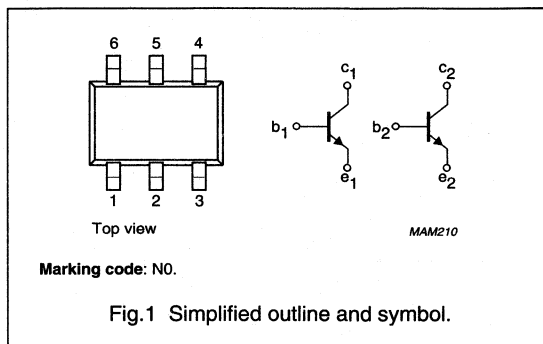 6 5 4
1 2 3
Top view
c1 c2
b1 b2
e1 e2
MAM210
Marking code: N0.
Fig.1 Simplified outline and symbol.